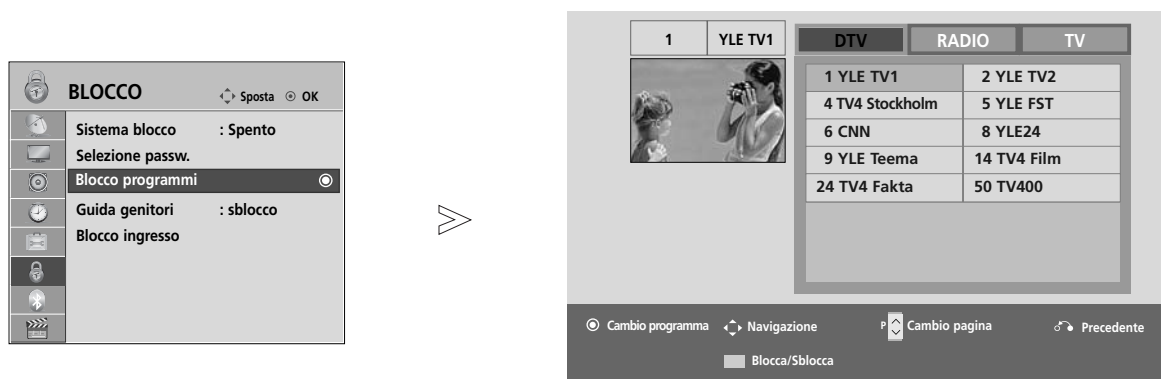 BLOCCO
Sposta OK
Sistema blocco : Spento
Selezione passw.
Blocco programmi
Guida genitori : sblocco
Blocco ingresso
1 YLE TV1
DTV RADIO TV
1 YLE TV1 2 YLE TV2
4 TV4 Stockholm 5 YLE FST
6 CNN 8 YLE24
9 YLE Teema 14 TV4 Film
24 TV4 Fakta 50 TV400
Cambio programma Navigazione P Cambio pagina Precedente
Blocca/Sblocca